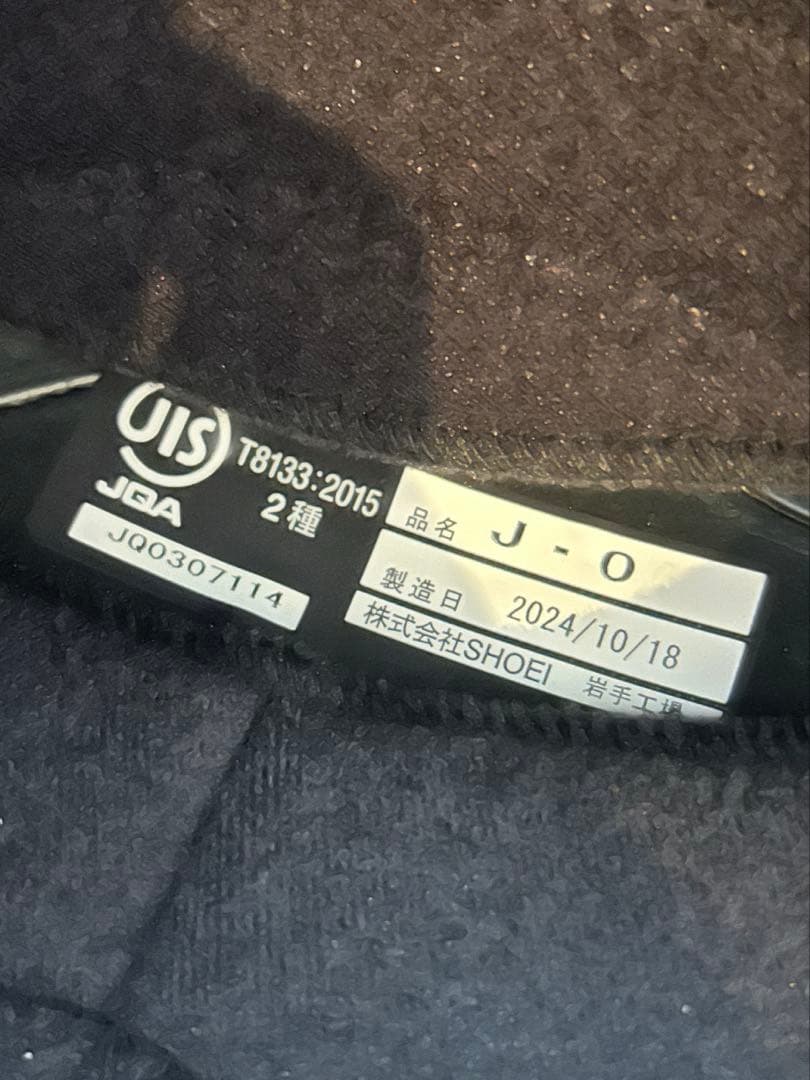 JIS
JQA
T8133:2015
2種
JQ0307114
品名 J-O
製造日 2024/10/18
株式会社SHOEI 岩手工場